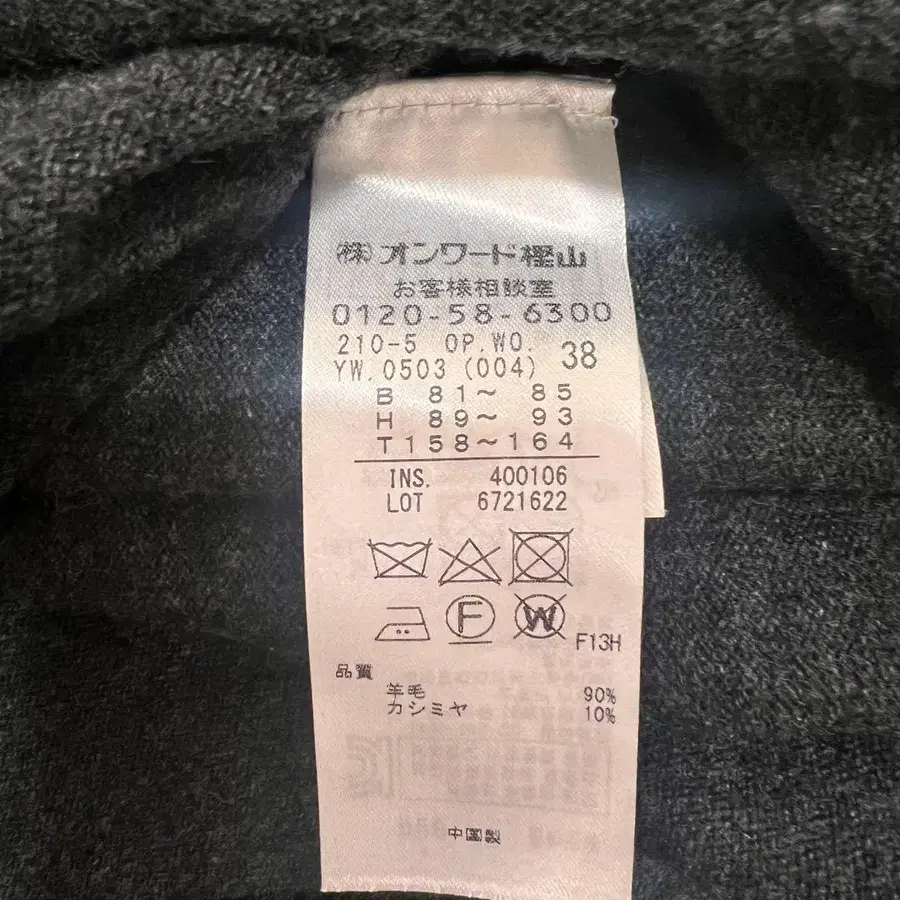 ㈱オンワード樫山
お客様相談室
0120-58-6300
210-5 OP.WO. 38
YW.0503 (004)
B 81～ 85
H 89～ 93
T158～164
INS. 400106
LOT 6721622
F
W
F13H
品質
羊毛 90%
カシミヤ 10%
中国製